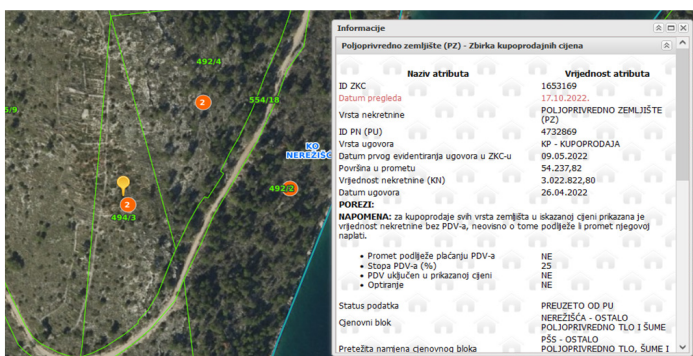 492/4
2
554/18
5/9
KO
NEREŽIŠĆ
492/2
2
494/3
Informacije
Poljoprivredno zemljište (PZ) - Zbirka kupoprodajnih cijena
Naziv atributa Vrijednost atributa
ID ZKC 1653169
Datum pregleda 17.10.2022.
Vrsta nekretnine POLJOPRIVREDNO ZEMLJIŠTE
(PZ)
ID PN (PU) 4732869
Vrsta ugovora KP - KUPOPRODAJA
Datum prvog evidentiranja ugovora u ZKC-u 09.05.2022
Površina u prometu 54.237,82
Vrijednost nekretnine (KN) 3.022.822,80
Datum ugovora 26.04.2022
POREZI:
NAPOMENA: za kupoprodaje svih vrsta zemljišta u iskazanoj cijeni prikazana je
vrijednost nekretnine bez PDV-a, neovisno o tome podliježe li promet njegovoj
naplati.
• Promet podliježe plaćanju PDV-a NE
• Stopa PDV-a (%) 25
• PDV uključen u prikazanoj cijeni NE
• Optiranje NE
Status podatka PREUZETO OD PU
Cjenovni blok NEREŽIŠĆA - OSTALO
POLJOPRIVREDNO TLO I ŠUME
PŠS - OSTALO
Pretežita namjena cjenovnog bloka POLJOPRIVREDNO TLO, ŠUME I